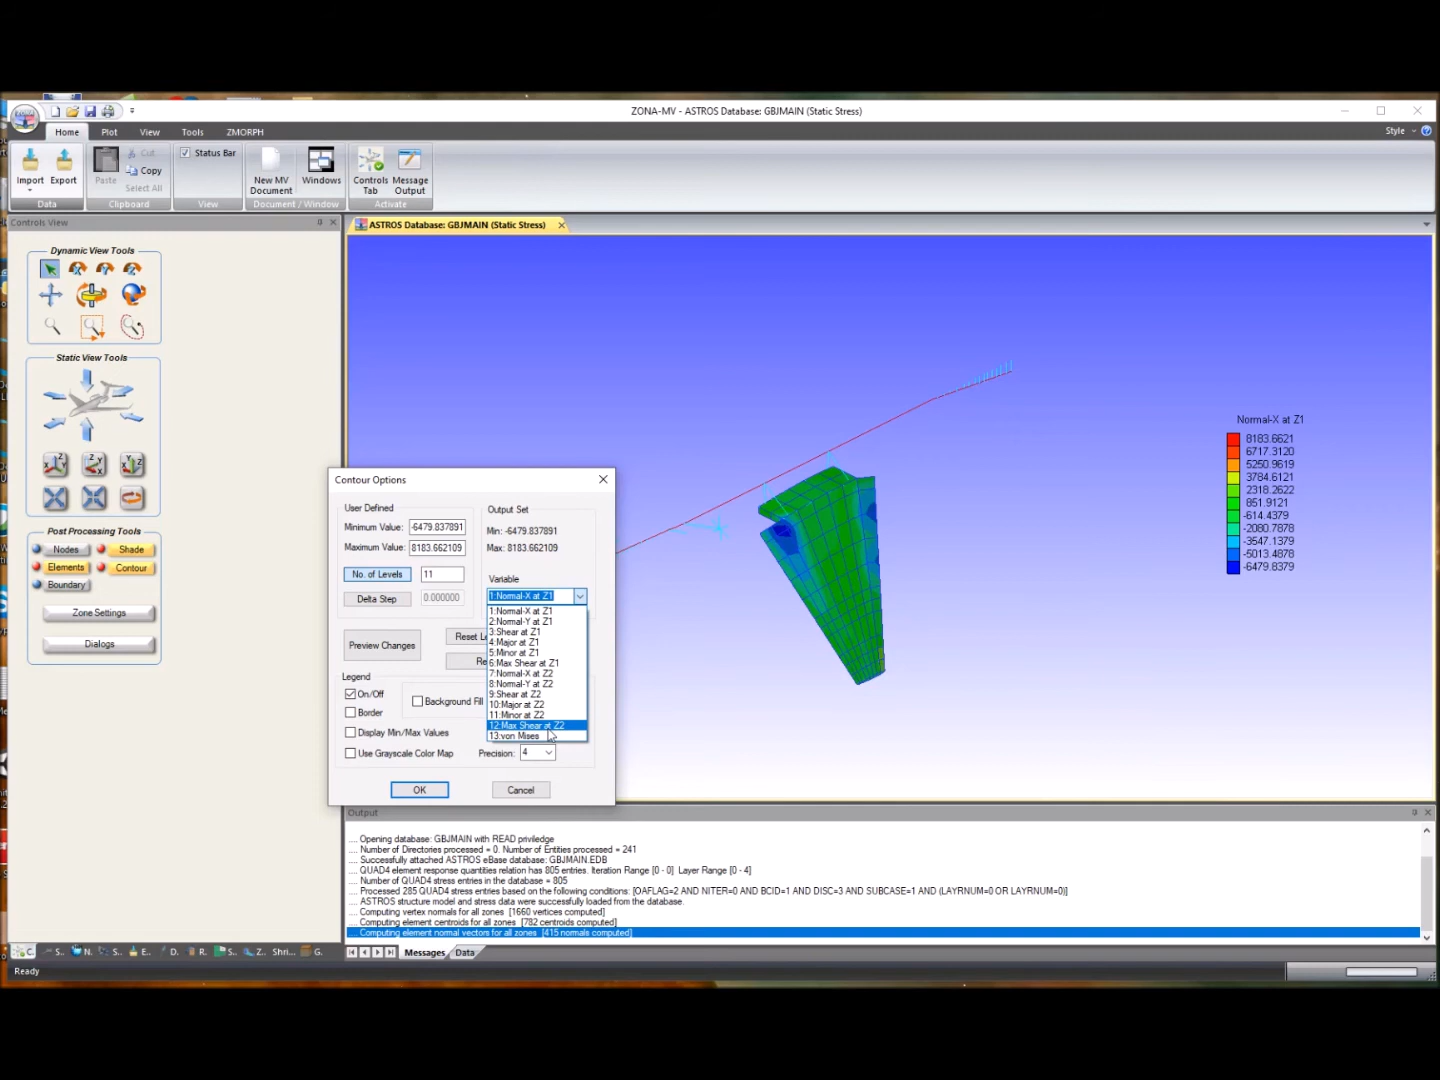 ZONA-MV - ASTROS Database: GBJMAIN (Static Stress)
Home Plot View Tools ZMORPH
Style
Import Export Paste Cut Copy Select All Status Bar New MV Document Windows Controls Tab Message Output
Data Clipboard View Document / Window Activate
Controls View
ASTROS Database: GBJMAIN (Static Stress)
Dynamic View Tools
Static View Tools
Post Processing Tools
Nodes Shade
Elements Contour
Boundary
Zone Settings
Dialogs
Contour Options
User Defined
Minimum Value: -6479.837891
Maximum Value: 8183.662109
No. of Levels 11
Delta Step 0.000000
Output Set
Min: -6479.837891
Max: 8183.662109
Variable
1:Normal-X at Z1
1:Normal-X at Z1
2:Normal-Y at Z1
3:Shear at Z1
4:Major at Z1
5:Minor at Z1
6:Max Shear at Z1
7:Normal-X at Z2
8:Normal-Y at Z2
9:Shear at Z2
10:Major at Z2
11:Minor at Z2
12:Max Shear at Z2
13:von Mises
Preview Changes
Reset Le
Re
Legend
On/Off
Background Fill
Border
Display Min/Max Values
Use Grayscale Color Map
Precision: 4
OK Cancel
Normal-X at Z1
8183.6621
6717.3120
5250.9619
3784.6121
2318.2622
851.9121
-614.4379
-2080.7878
-3547.1379
-5013.4878
-6479.8379
Output
.... Opening database: GBJMAIN with READ priviledge
.... Number of Directories processed = 0. Number of Entities processed = 241
.... Successfully attached ASTROS eBase database: GBJMAIN.EDB
.... QUAD4 element response quantities relation has 805 entries. Iteration Range [0 - 0] Layer Range [0 - 4]
.... Number of QUAD4 stress entries in the database = 805
.... Processed 285 QUAD4 stress entries based on the following conditions: [OAFLAG=2 AND NITER=0 AND BCID=1 AND DISC=3 AND SUBCASE=1 AND (LAYRNUM=0 OR LAYRNUM=0)]
.... ASTROS structure model and stress data were successfully loaded from the database.
.... Computing vertex normals for all zones [1660 vertices computed]
.... Computing element centroids for all zones [782 centroids computed]
.... Computing element normal vectors for all zones [415 normals computed]
C. S.. N. S.. E.. D. R. S.. Z.. Shri... G.
Messages Data
Ready